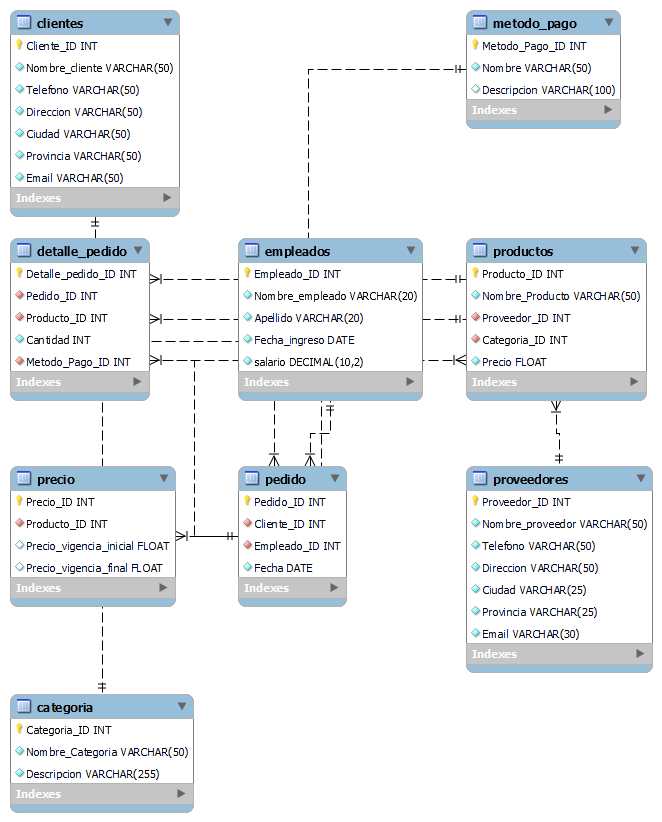 clientes
Cliente_ID INT
Nombre_cliente VARCHAR(50)
Telefono VARCHAR(50)
Direccion VARCHAR(50)
Ciudad VARCHAR(50)
Provincia VARCHAR(50)
Email VARCHAR(50)
Indexes
metodo_pago
Metodo_Pago_ID INT
Nombre VARCHAR(50)
Descripcion VARCHAR(100)
Indexes
detalle_pedido
Detalle_pedido_ID INT
Pedido_ID INT
Producto_ID INT
Cantidad INT
Metodo_Pago_ID INT
Indexes
empleados
Empleado_ID INT
Nombre_empleado VARCHAR(20)
Apellido VARCHAR(20)
Fecha_ingreso DATE
salario DECIMAL(10,2)
Indexes
productos
Producto_ID INT
Nombre_Producto VARCHAR(50)
Proveedor_ID INT
Categoria_ID INT
Precio FLOAT
Indexes
precio
Precio_ID INT
Producto_ID INT
Precio_vigencia_inicial FLOAT
Precio_vigencia_final FLOAT
Indexes
pedido
Pedido_ID INT
Cliente_ID INT
Empleado_ID INT
Fecha DATE
Indexes
proveedores
Proveedor_ID INT
Nombre_proveedor VARCHAR(50)
Telefono VARCHAR(50)
Direccion VARCHAR(50)
Ciudad VARCHAR(25)
Provincia VARCHAR(25)
Email VARCHAR(30)
Indexes
categoria
Categoria_ID INT
Nombre_Categoria VARCHAR(50)
Descripcion VARCHAR(255)
Indexes